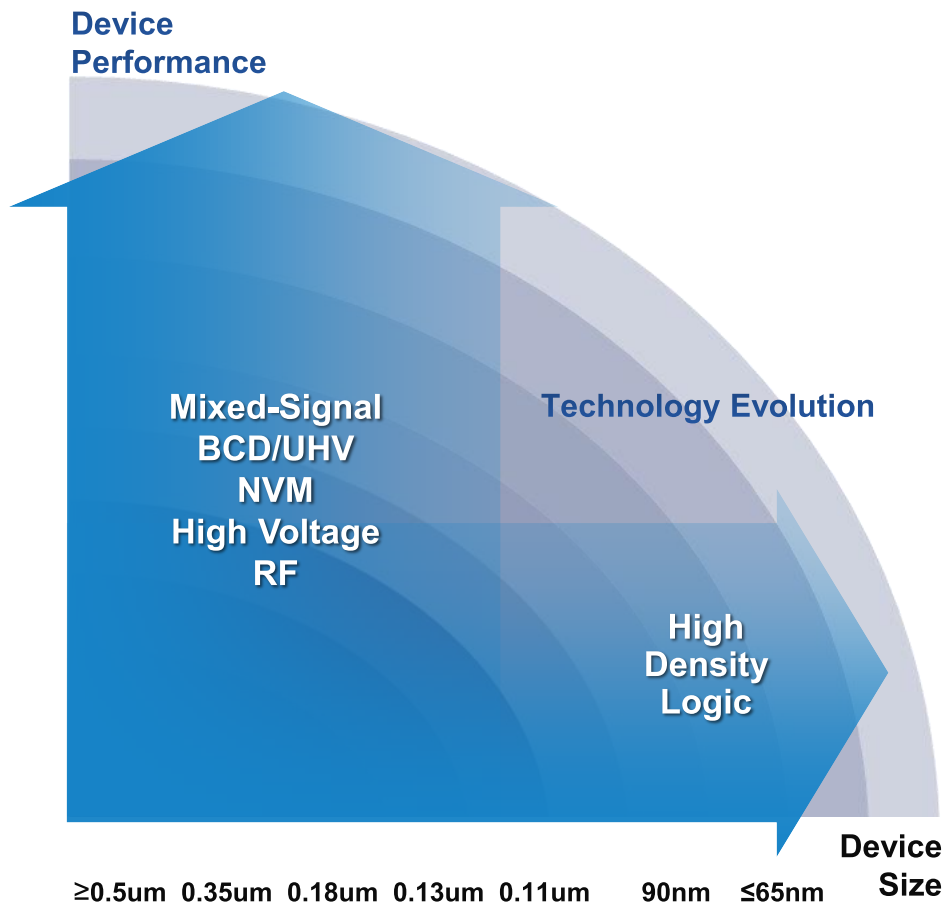 Device
Performance
Mixed-Signal
BCD/UHV
NVM
High Voltage
RF
Technology Evolution
High
Density
Logic
Device
Size
≥0.5um 0.35um 0.18um 0.13um 0.11um 90nm ≤65nm